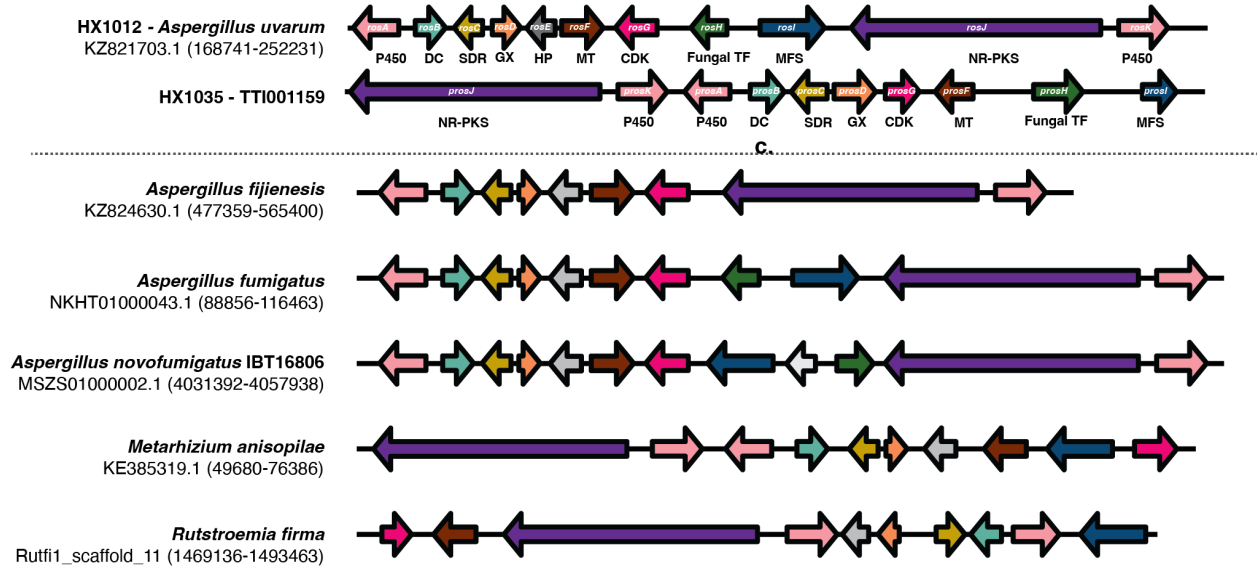 rosA rosB rosC rosD rosE rosF rosG rosH rosI rosJ rosK
HX1012 - Aspergillus uvarum
KZ821703.1 (168741-252231)
P450 DC SDR GX HP MT CDK Fungal TF MFS NR-PKS P450
HX1035 - TTI001159
prosJ prosK prosA prosB prosC prosD prosG prosF prosH prosI
NR-PKS P450 P450 DC SDR GX CDK MT Fungal TF MFS
c.
Aspergillus fijienesis
KZ824630.1 (477359-565400)
Aspergillus fumigatus
NKHT01000043.1 (88856-116463)
Aspergillus novofumigatus IBT16806
MSZS01000002.1 (4031392-4057938)
Metarhizium anisopilae
KE385319.1 (49680-76386)
Rutstroemia firma
Rutfi1_scaffold_11 (1469136-1493463)